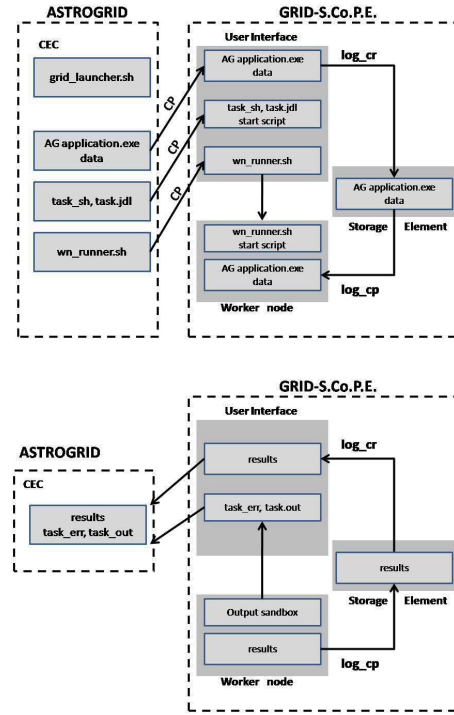 ASTROGRID
CEC
grid_launcher.sh
AG application.exe
data
task_sh, task.jdl
wn_runner.sh
CP
CP
CP
GRID-S.Co.P.E.
User Interface
AG application.exe
data
task_sh, task.jdl
start script
wn_runner.sh
log_cr
AG application.exe
data
Storage Element
log_cp
wn_runner.sh
start script
AG application.exe
data
Worker node
GRID-S.Co.P.E.
User Interface
results
task_err, task.out
log_cr
ASTROGRID
CEC
results
task_err, task_out
results
Storage Element
Output sandbox
results
log_cp
Worker node